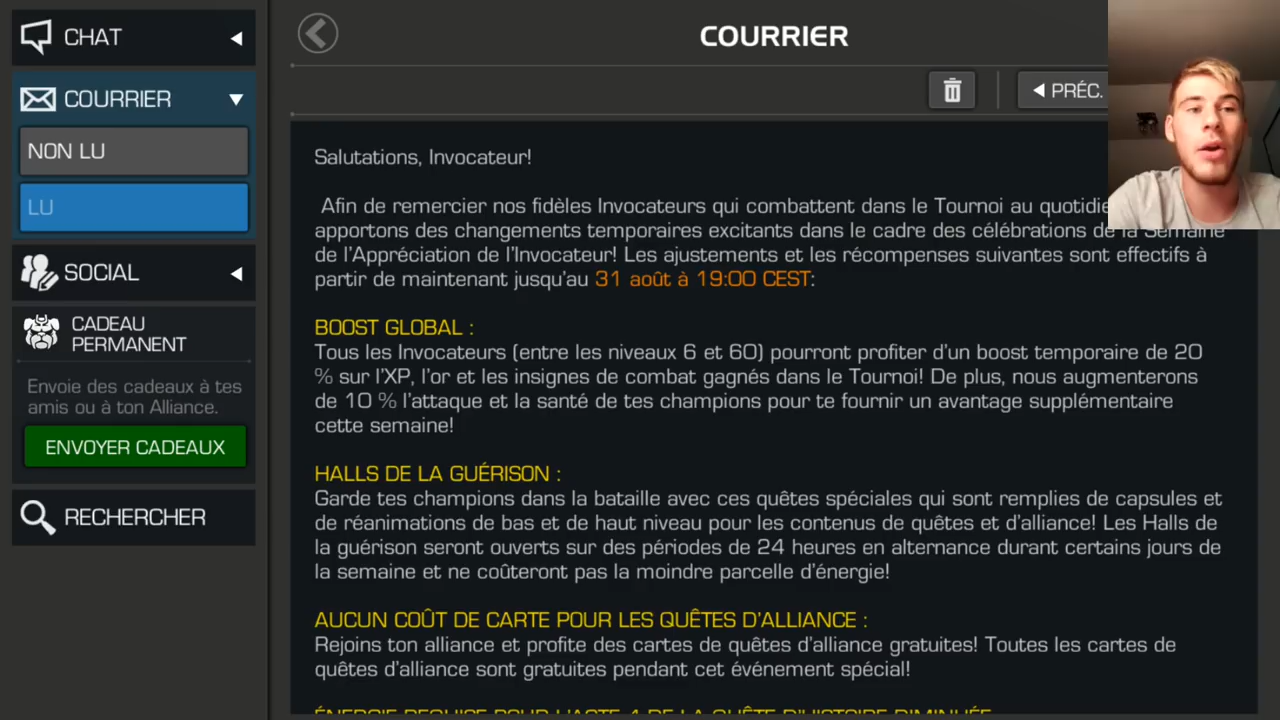 CHAT
COURRIER
NON LU
LU
SOCIAL
CADEAU
PERMANENT
Envoie des cadeaux à tes
amis ou à ton Alliance.
ENVOYER CADEAUX
RECHERCHER
COURRIER
PRÉC.
Salutations, Invocateur!
Afin de remercier nos fidèles Invocateurs qui combattent dans le Tournoi au quotidie
apportons des changements temporaires excitants dans le cadre des célébrations de la Semaine
de l'Appréciation de l'Invocateur! Les ajustements et les récompenses suivantes sont effectifs à
partir de maintenant jusqu'au 31 août à 19:00 CEST:
BOOST GLOBAL :
Tous les Invocateurs (entre les niveaux 6 et 60) pourront profiter d'un boost temporaire de 20
% sur l'XP, l'or et les insignes de combat gagnés dans le Tournoi! De plus, nous augmenterons
de 10 % l'attaque et la santé de tes champions pour te fournir un avantage supplémentaire
cette semaine!
HALLS DE LA GUÉRISON :
Garde tes champions dans la bataille avec ces quêtes spéciales qui sont remplies de capsules et
de réanimations de bas et de haut niveau pour les contenus de quêtes et d'alliance! Les Halls de
la guérison seront ouverts sur des périodes de 24 heures en alternance durant certains jours de
la semaine et ne coûteront pas la moindre parcelle d'énergie!
AUCUN COÛT DE CARTE POUR LES QUÊTES D'ALLIANCE :
Rejoins ton alliance et profite des cartes de quêtes d'alliance gratuites! Toutes les cartes de
quêtes d'alliance sont gratuites pendant cet événement spécial!
ÉNERGIE REQUISE POUR L'ACTE 4 DE LA QUÊTE D'HISTOIRE DIMINUÉE